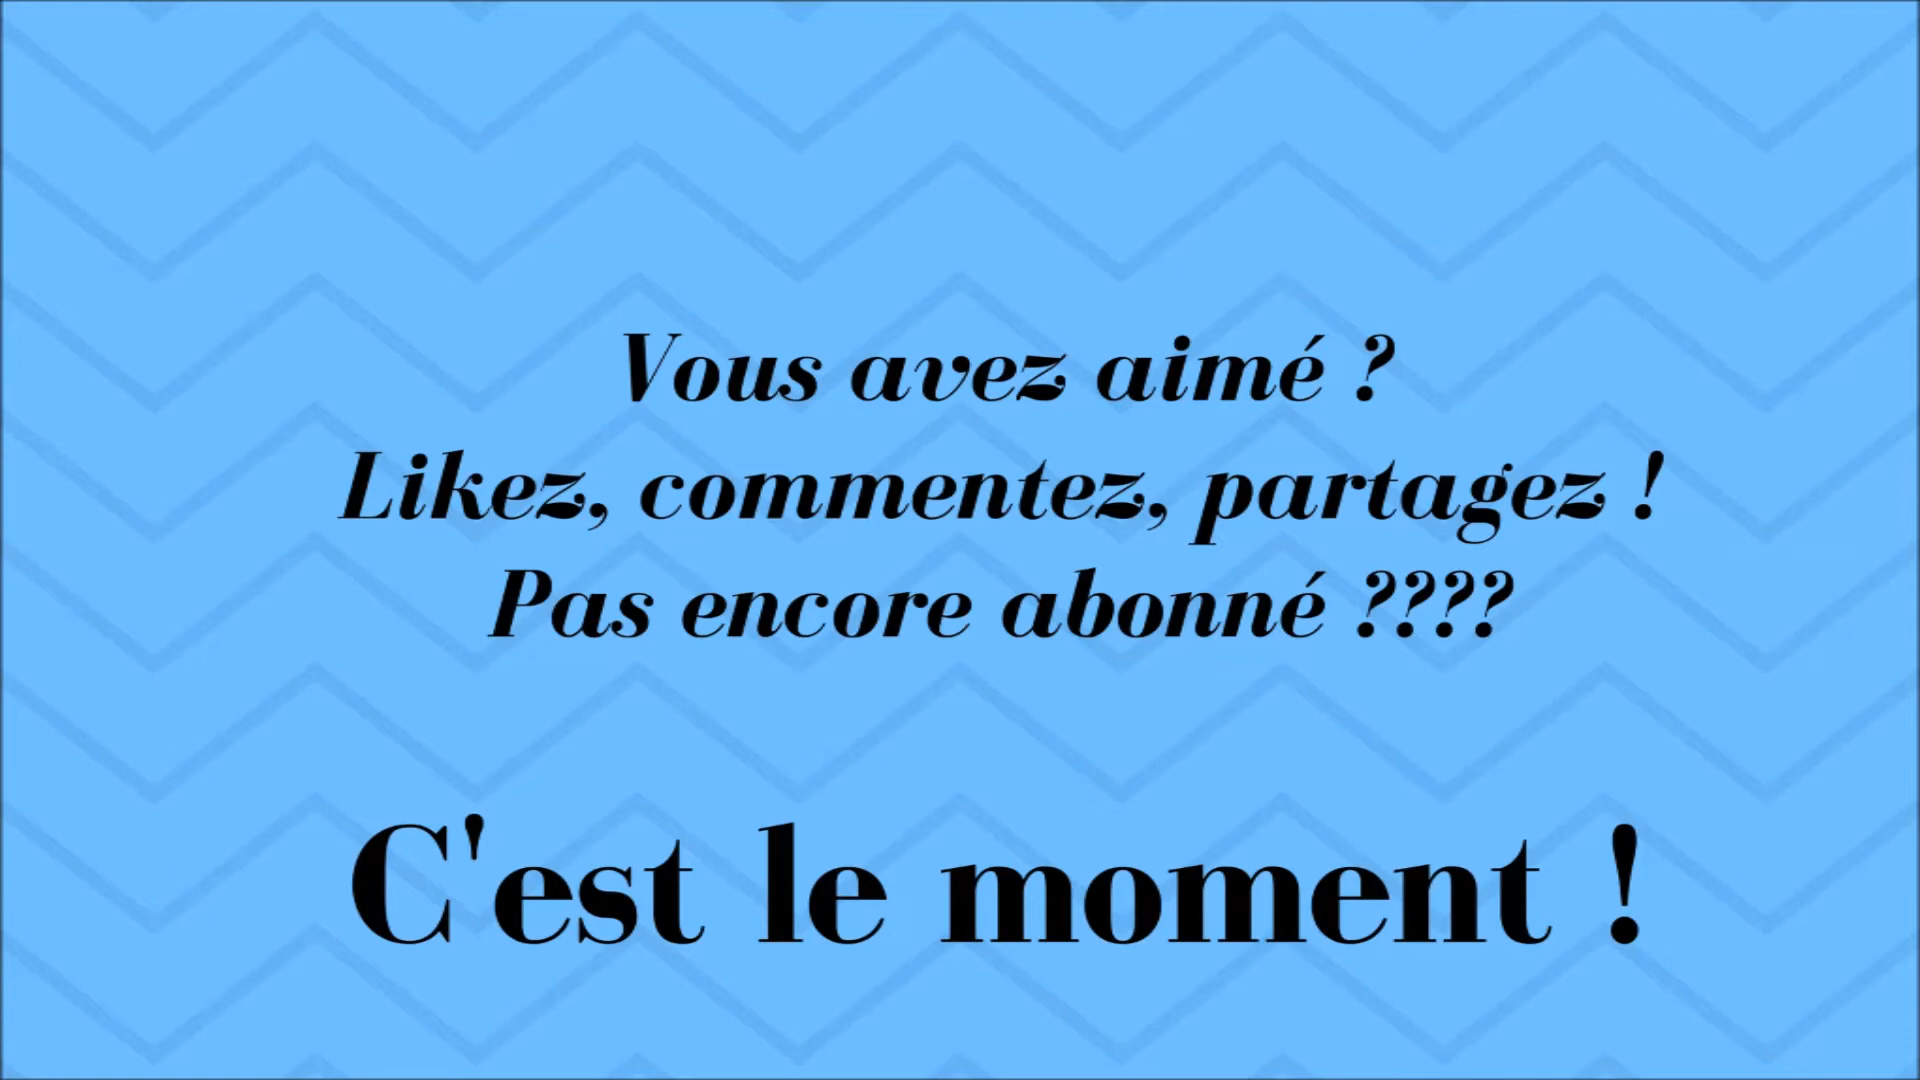 Vous avez aimé ?
Likez, commentez, partagez !
Pas encore abonné ????
C'est le moment !